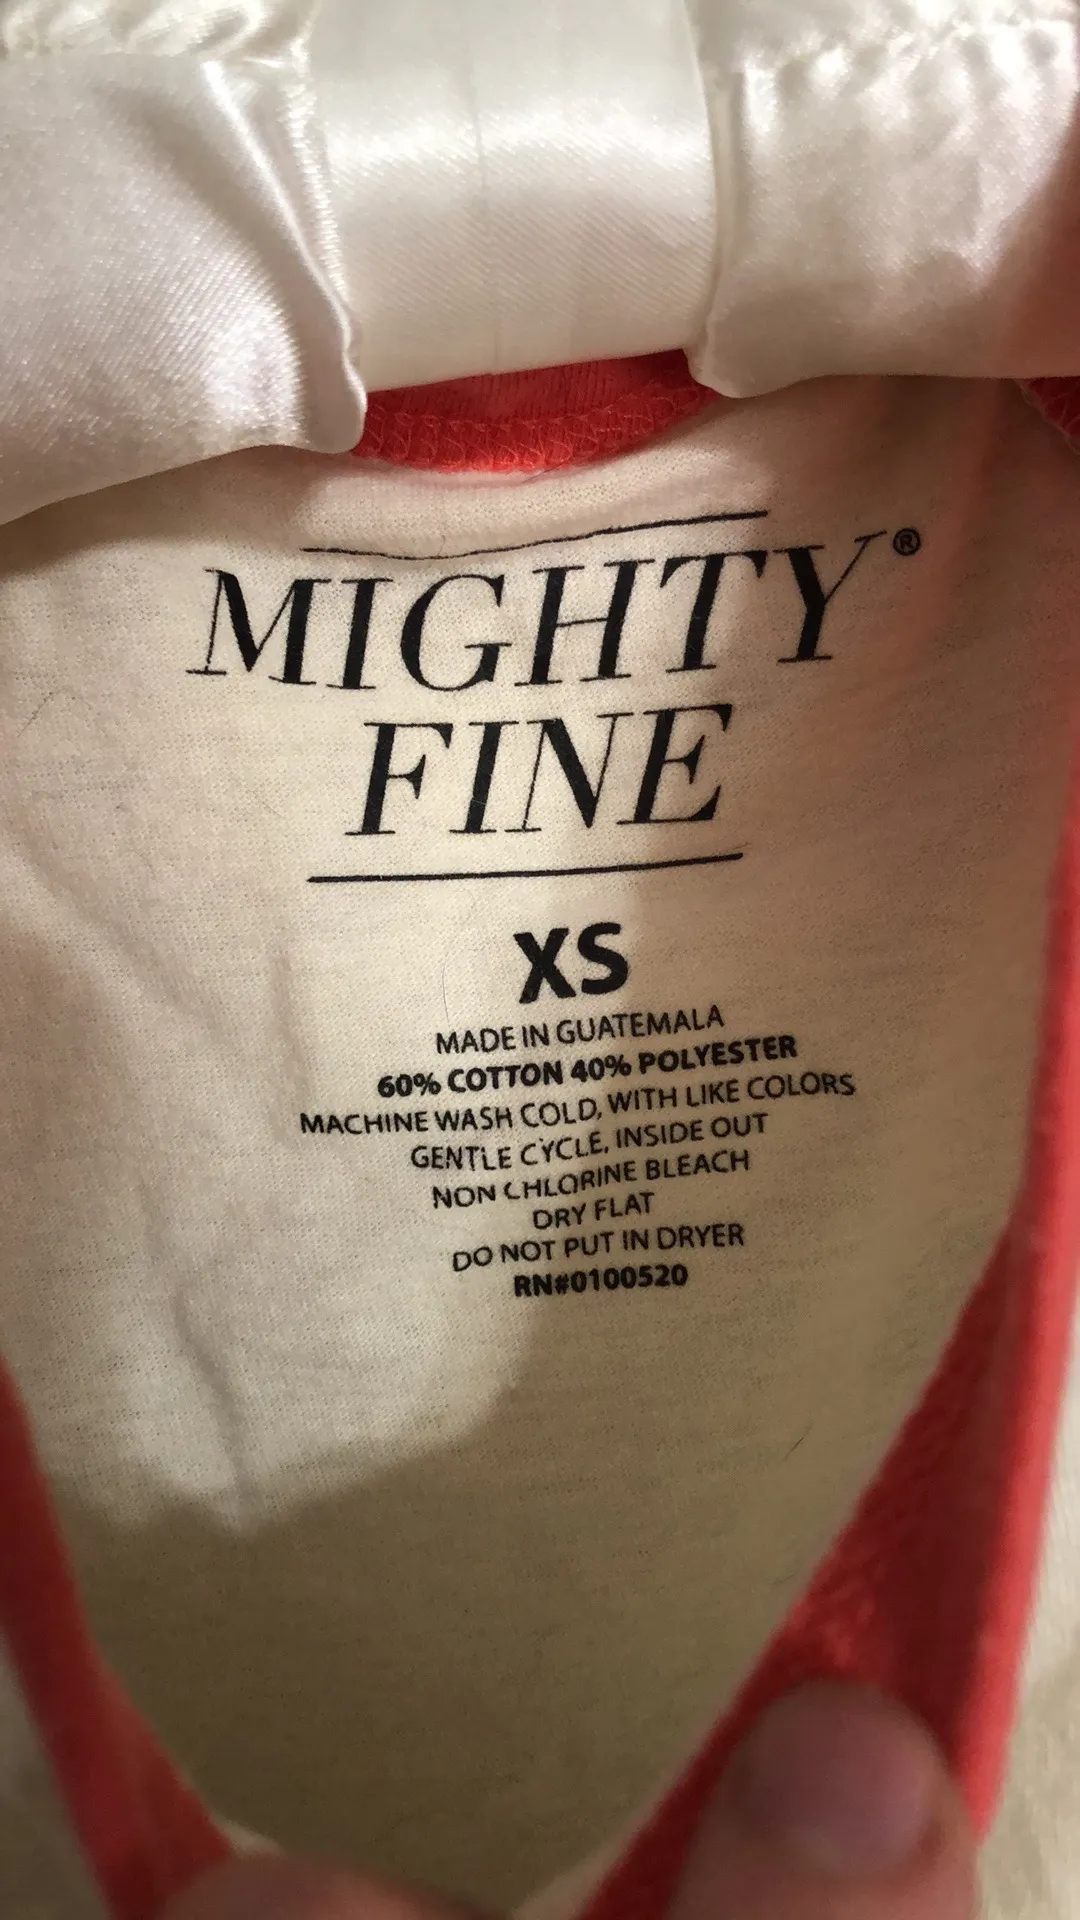 MIGHTY®
FINE
XS
MADE IN GUATEMALA
60% COTTON 40% POLYESTER
MACHINE WASH COLD, WITH LIKE COLORS
GENTLE CYCLE, INSIDE OUT
NON CHLORINE BLEACH
DRY FLAT
DO NOT PUT IN DRYER
RN#0100520